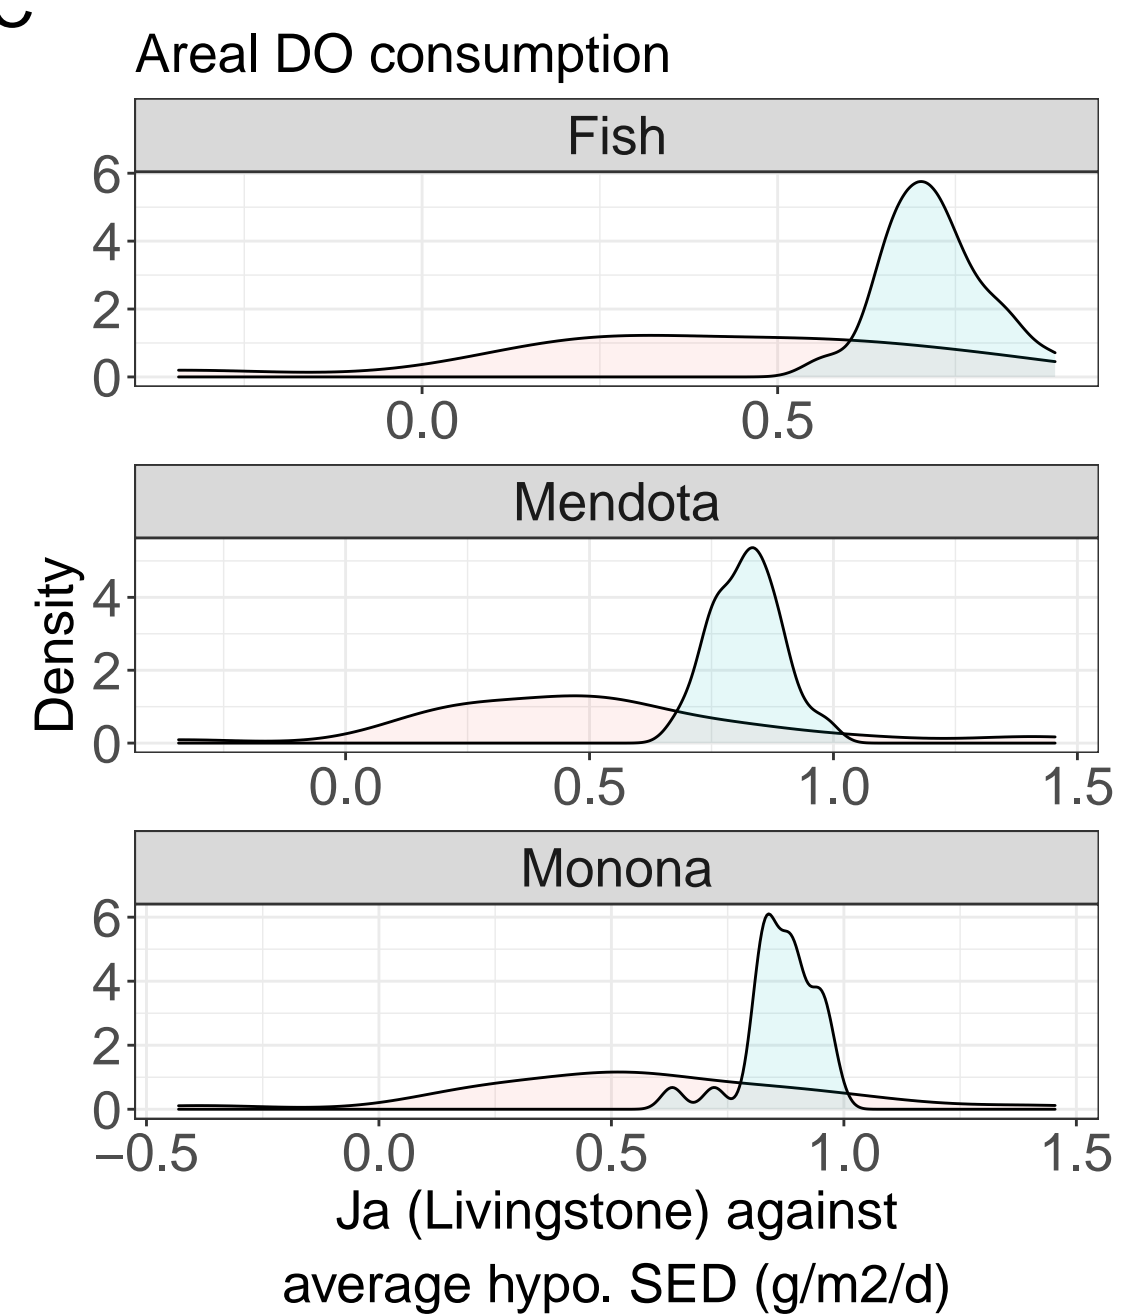 Areal DO consumption
Fish
6
4
2
0
0.0 0.5
Mendota
Density
4
2
0
0.0 0.5 1.0 1.5
Monona
6
4
2
0
−0.5 0.0 0.5 1.0 1.5
Ja (Livingstone) against
average hypo. SED (g/m2/d)